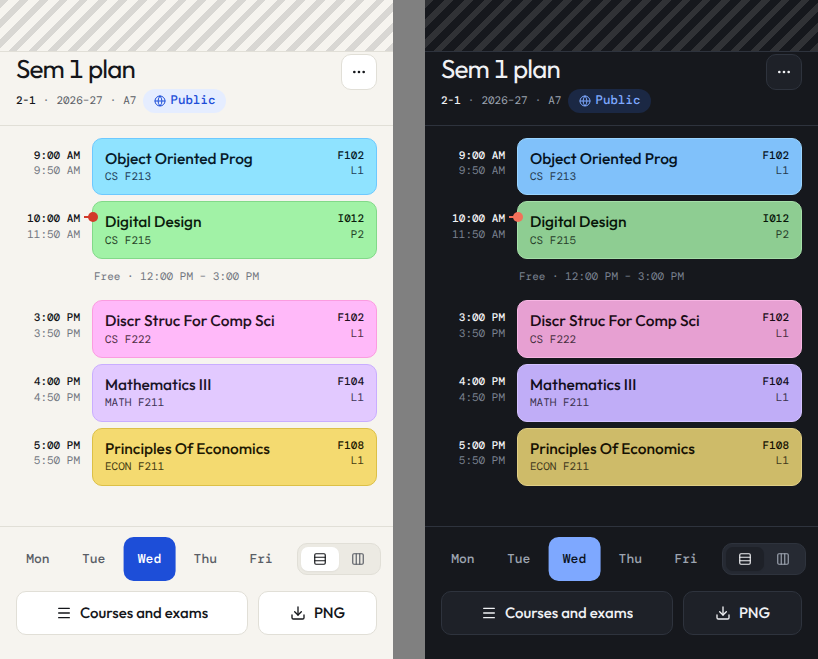 Sem 1 plan
2-1 · 2026-27 · A7 Public
9:00 AM Object Oriented Prog F102
9:50 AM CS F213 L1
10:00 AM Digital Design I012
11:50 AM CS F215 P2
Free · 12:00 PM – 3:00 PM
3:00 PM Discr Struc For Comp Sci F102
3:50 PM CS F222 L1
4:00 PM Mathematics III F104
4:50 PM MATH F211 L1
5:00 PM Principles Of Economics F108
5:50 PM ECON F211 L1
Mon Tue Wed Thu Fri
Courses and exams PNG
Sem 1 plan
2-1 · 2026-27 · A7 Public
9:00 AM Object Oriented Prog F102
9:50 AM CS F213 L1
10:00 AM Digital Design I012
11:50 AM CS F215 P2
Free · 12:00 PM – 3:00 PM
3:00 PM Discr Struc For Comp Sci F102
3:50 PM CS F222 L1
4:00 PM Mathematics III F104
4:50 PM MATH F211 L1
5:00 PM Principles Of Economics F108
5:50 PM ECON F211 L1
Mon Tue Wed Thu Fri
Courses and exams PNG